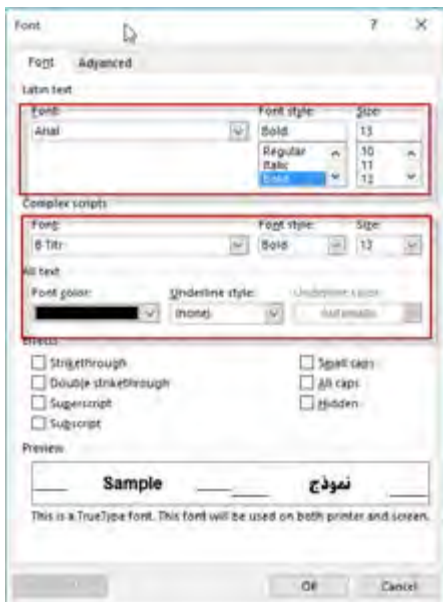 Font ? ×
Font Advanced
Latin text
Font: Font style: Size:
Arial Bold 13
Regular 10
Italic 11
Bold 12
Complex scripts
Font: Font style: Size:
B Titr Bold 13
All text
Font color: Underline style: Underline color:
(none) Automatic
Effects
Strikethrough Small caps
Double strikethrough All caps
Superscript Hidden
Subscript
Preview
Sample نموذج
This is a TrueType font. This font will be used on both printer and screen.
OK Cancel